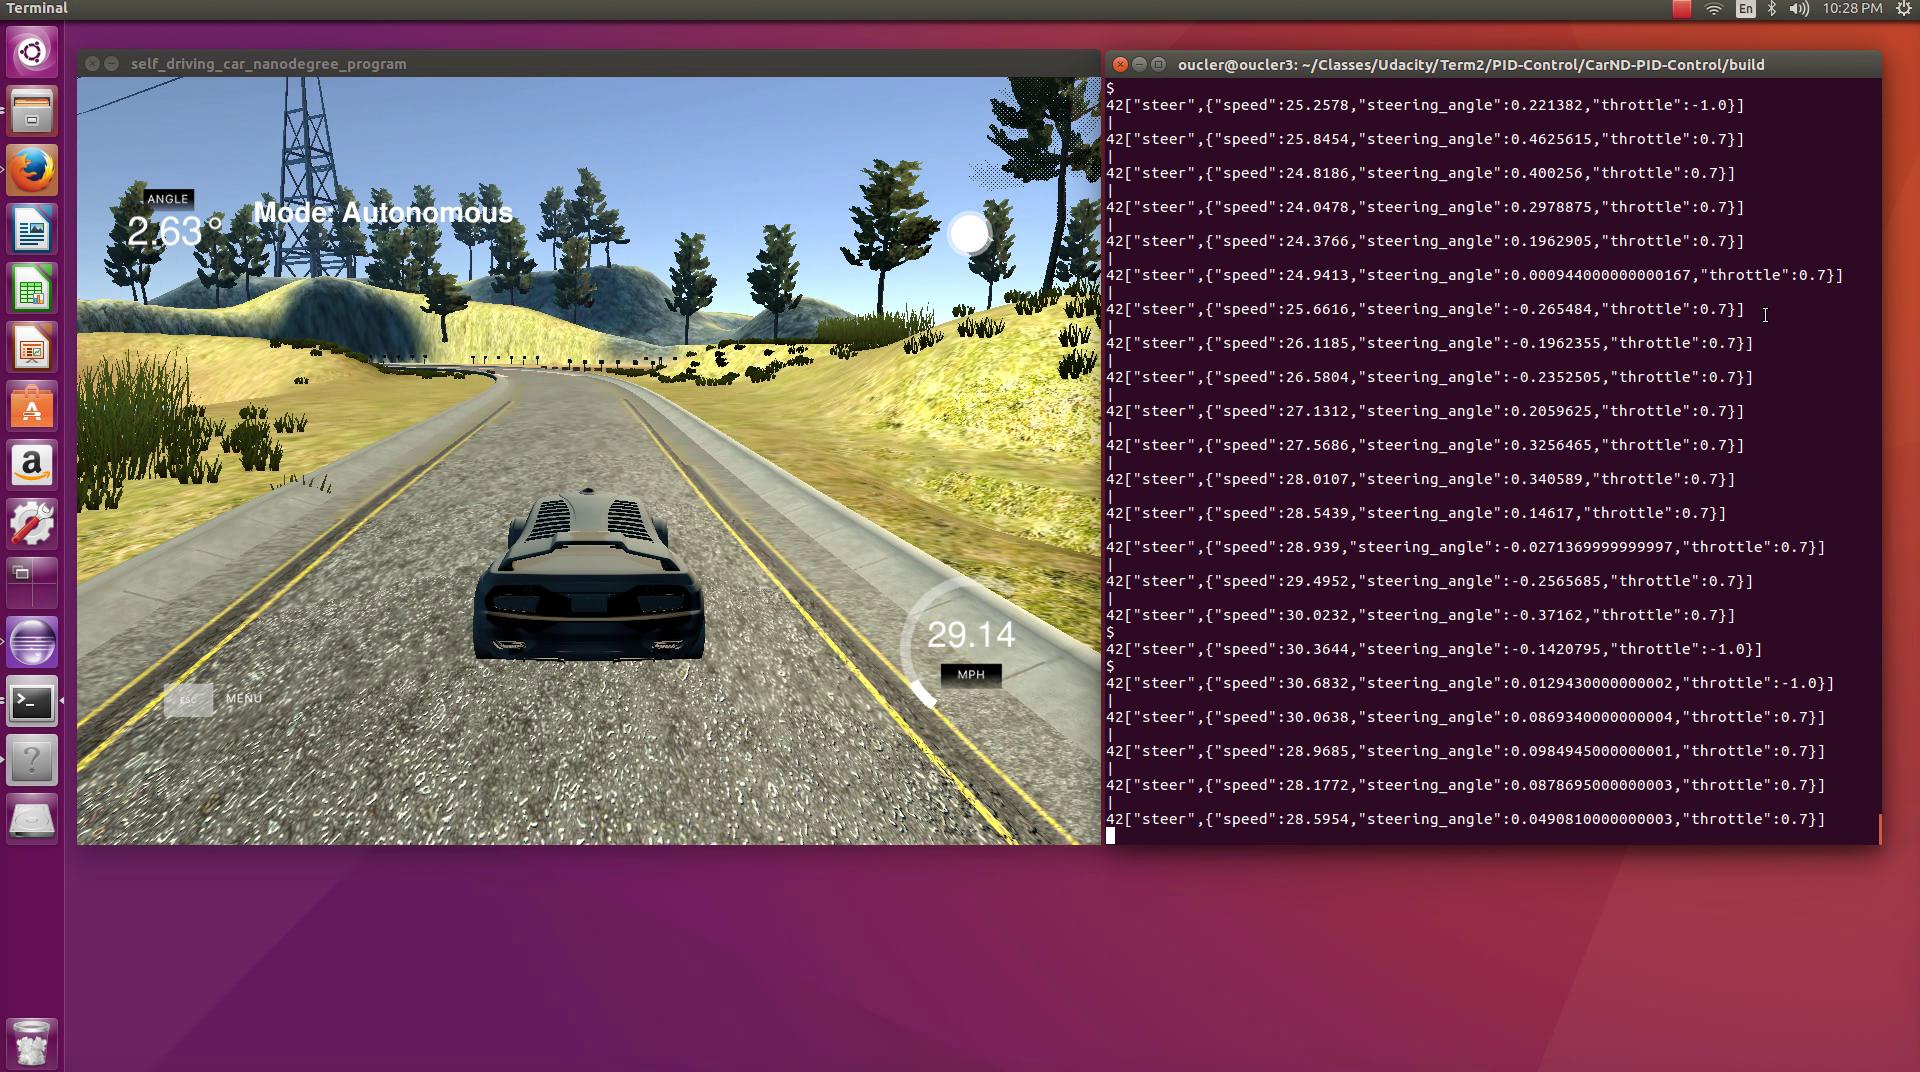 Terminal
En
10:28 PM
self_driving_car_nanodegree_program
ANGLE
2.63°
Mode: Autonomous
29.14
MPH
ESC
MENU
oucler@oucler3: ~/Classes/Udacity/Term2/PID-Control/CarND-PID-Control/build
$
42["steer",{"speed":25.2578,"steering_angle":0.221382,"throttle":-1.0}]
|
42["steer",{"speed":25.8454,"steering_angle":0.4625615,"throttle":0.7}]
|
42["steer",{"speed":24.8186,"steering_angle":0.400256,"throttle":0.7}]
|
42["steer",{"speed":24.0478,"steering_angle":0.2978875,"throttle":0.7}]
|
42["steer",{"speed":24.3766,"steering_angle":0.1962905,"throttle":0.7}]
|
42["steer",{"speed":24.9413,"steering_angle":0.000944000000000167,"throttle":0.7}]
|
42["steer",{"speed":25.6616,"steering_angle":-0.265484,"throttle":0.7}]
|
42["steer",{"speed":26.1185,"steering_angle":-0.1962355,"throttle":0.7}]
|
42["steer",{"speed":26.5804,"steering_angle":-0.2352505,"throttle":0.7}]
|
42["steer",{"speed":27.1312,"steering_angle":0.2059625,"throttle":0.7}]
|
42["steer",{"speed":27.5686,"steering_angle":0.3256465,"throttle":0.7}]
|
42["steer",{"speed":28.0107,"steering_angle":0.340589,"throttle":0.7}]
|
42["steer",{"speed":28.5439,"steering_angle":0.14617,"throttle":0.7}]
|
42["steer",{"speed":28.939,"steering_angle":-0.0271369999999997,"throttle":0.7}]
|
42["steer",{"speed":29.4952,"steering_angle":-0.2565685,"throttle":0.7}]
|
42["steer",{"speed":30.0232,"steering_angle":-0.37162,"throttle":0.7}]
$
42["steer",{"speed":30.3644,"steering_angle":-0.1420795,"throttle":-1.0}]
$
42["steer",{"speed":30.6832,"steering_angle":0.0129430000000002,"throttle":-1.0}]
|
42["steer",{"speed":30.0638,"steering_angle":0.0869340000000004,"throttle":0.7}]
|
42["steer",{"speed":28.9685,"steering_angle":0.0984945000000001,"throttle":0.7}]
|
42["steer",{"speed":28.1772,"steering_angle":0.0878695000000003,"throttle":0.7}]
|
42["steer",{"speed":28.5954,"steering_angle":0.0490810000000003,"throttle":0.7}]